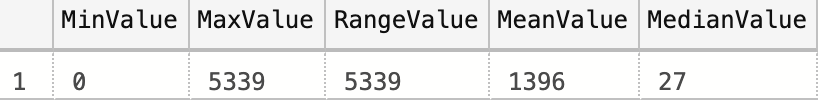 MinValue MaxValue RangeValue MeanValue MedianValue
1 0 5339 5339 1396 27